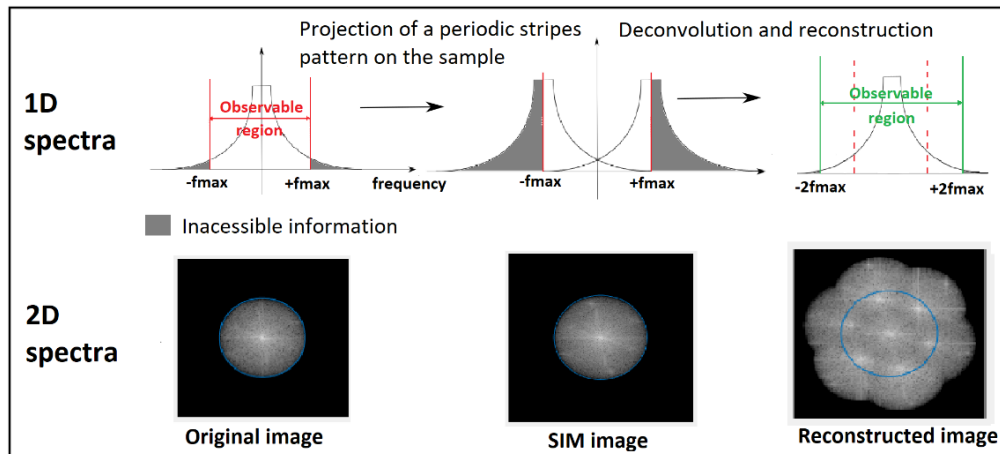 Projection of a periodic stripes
pattern on the sample
Deconvolution and reconstruction
1D
spectra
Observable
region
-fmax
+fmax
frequency
-fmax
+fmax
Observable
region
-2fmax
+2fmax
Inacessible information
2D
spectra
Original image
SIM image
Reconstructed image